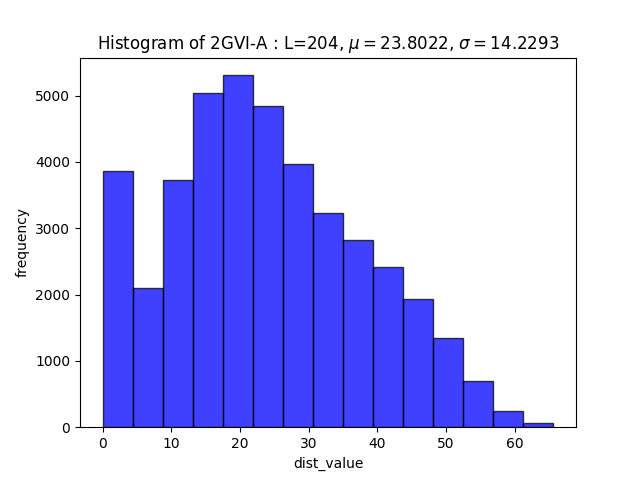 Histogram of 2GVI-A : L=204, μ = 23.8022, σ = 14.2293
frequency
5000
4000
3000
2000
1000
0
0 10 20 30 40 50 60
dist_value